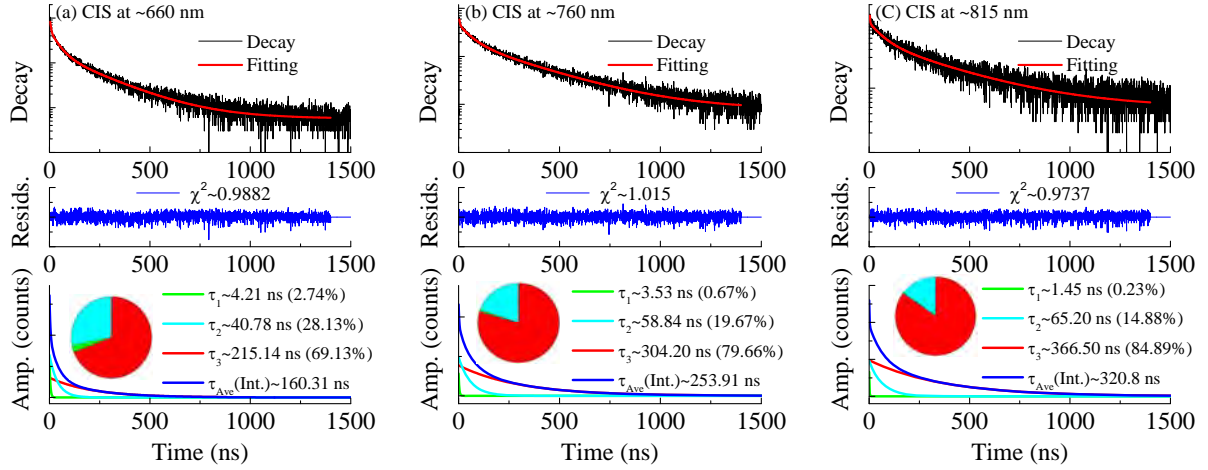 (a) CIS at ~660 nm
Decay
Fitting
Decay
0 500 1000 1500
χ²~0.9882
Resids.
0 500 1000 1500
τ₁~4.21 ns (2.74%)
τ₂~40.78 ns (28.13%)
τ₃~215.14 ns (69.13%)
τAve(Int.)~160.31 ns
Amp. (counts)
0 500 1000 1500
Time (ns)
(b) CIS at ~760 nm
Decay
Fitting
Decay
0 500 1000 1500
χ²~1.015
Resids.
0 500 1000 1500
τ₁~3.53 ns (0.67%)
τ₂~58.84 ns (19.67%)
τ₃~304.20 ns (79.66%)
τAve(Int.)~253.91 ns
Amp. (counts)
0 500 1000 1500
Time (ns)
(C) CIS at ~815 nm
Decay
Fitting
Decay
0 500 1000 1500
χ²~0.9737
Resids.
0 500 1000 1500
τ₁~1.45 ns (0.23%)
τ₂~65.20 ns (14.88%)
τ₃~366.50 ns (84.89%)
τAve(Int.)~320.8 ns
Amp. (counts)
0 500 1000 1500
Time (ns)